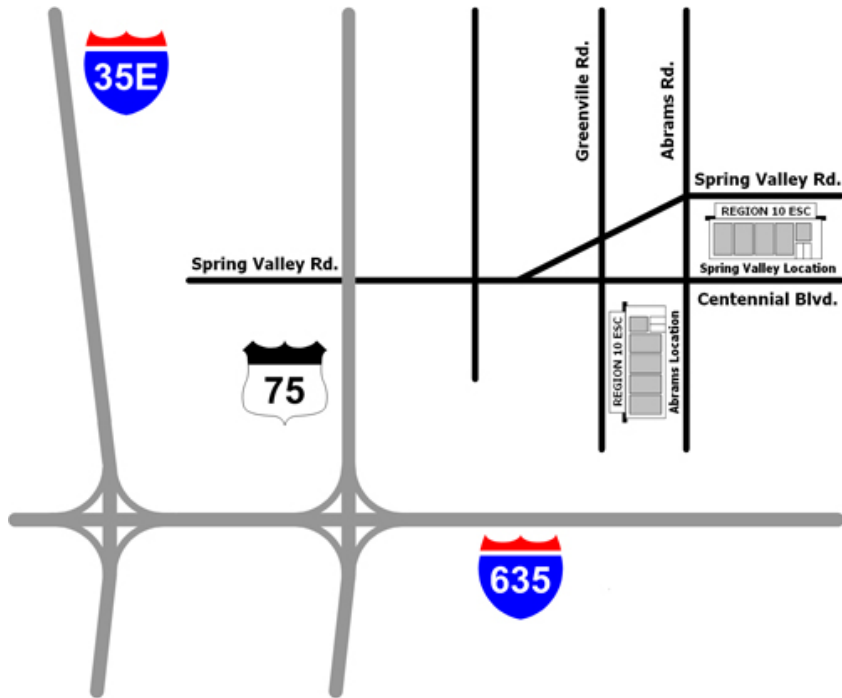 35E
Greenville Rd.
Abrams Rd.
Spring Valley Rd.
REGION 10 ESC
Spring Valley Location
Spring Valley Rd.
Centennial Blvd.
REGION 10 ESC
Abrams Location
75
635